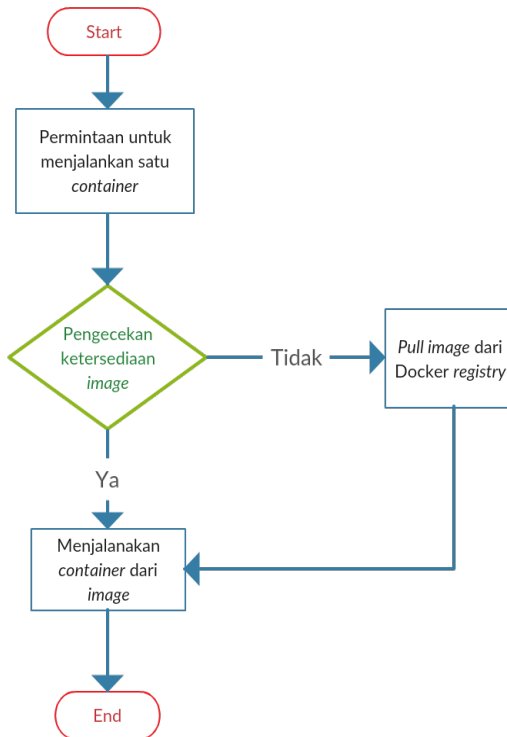 Start
Permintaan untuk
menjalankan satu
container
Pengecekan
ketersediaan
image
Tidak
Pull image dari
Docker registry
Ya
Menjalanakan
container dari
image
End